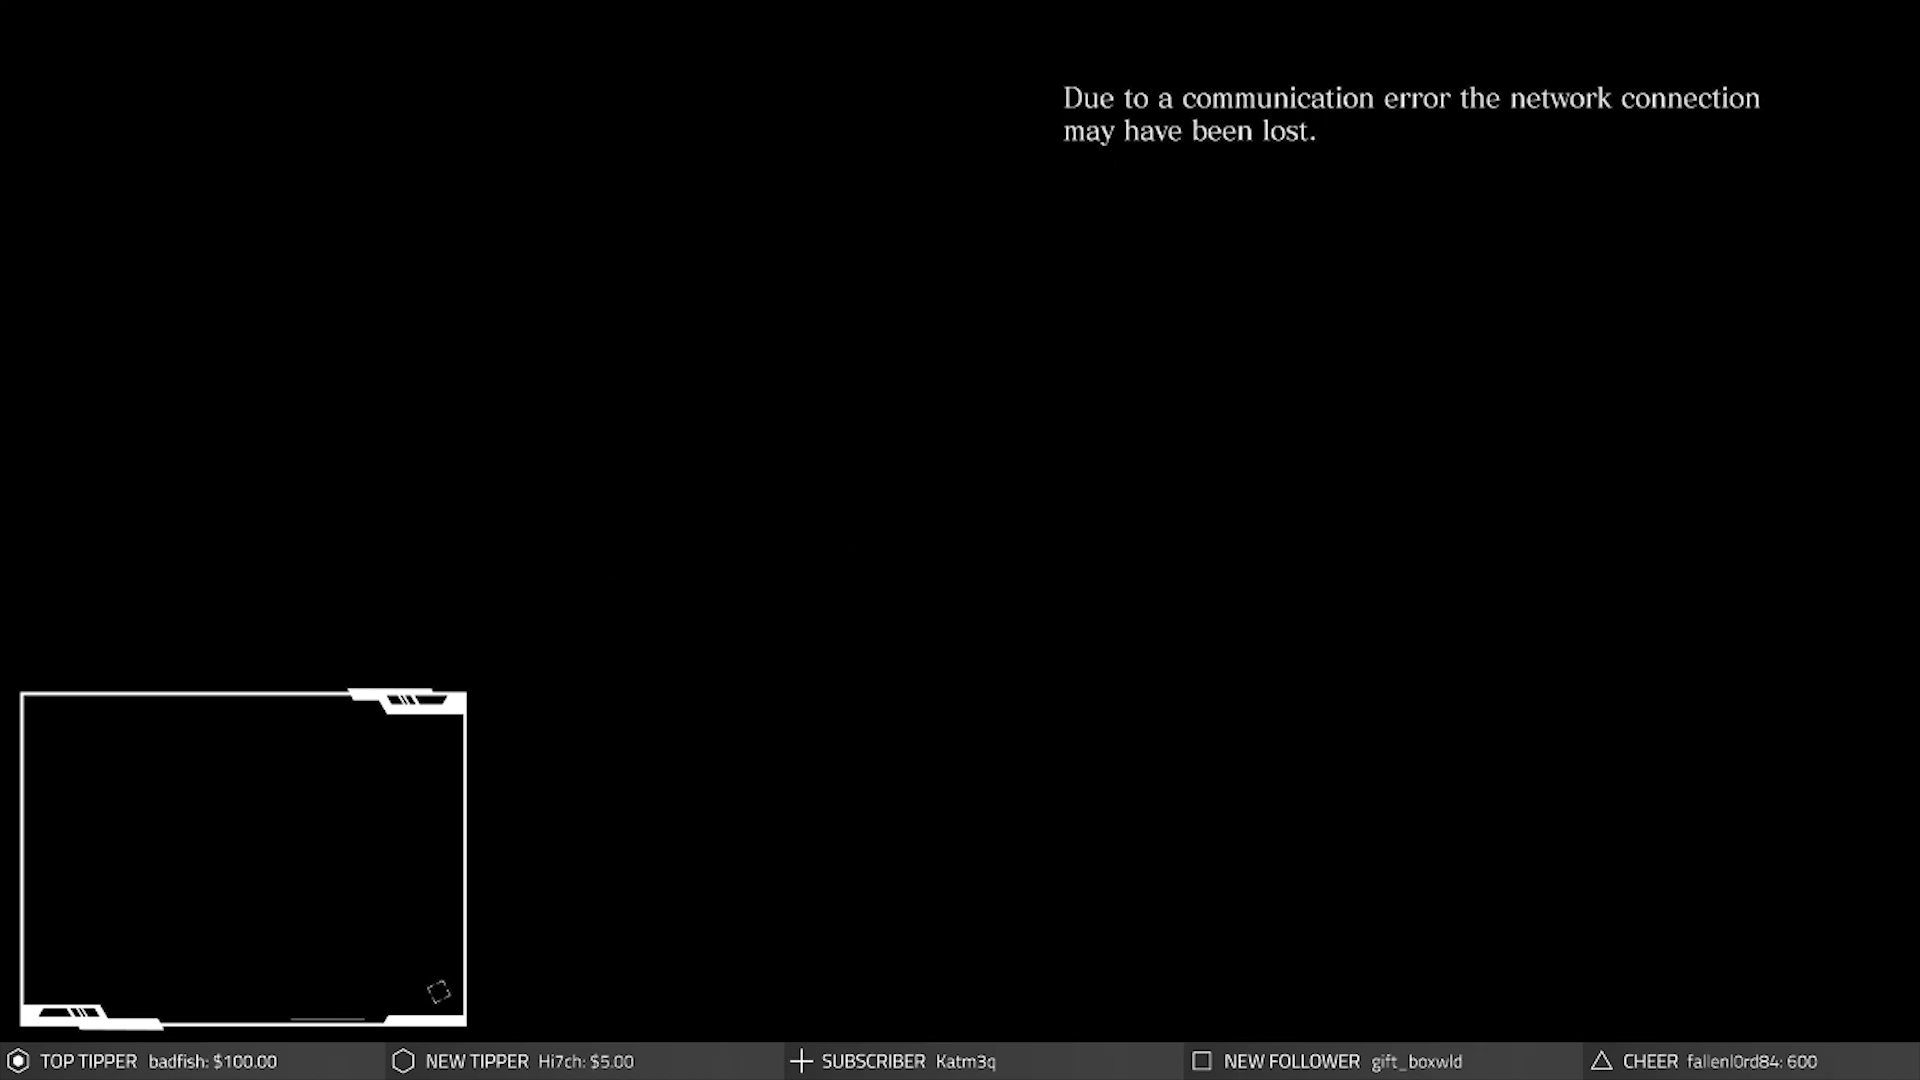 Due to a communication error the network connection
may have been lost.
TOP TIPPER badfish: $100.00 NEW TIPPER Hi7ch: $5.00 SUBSCRIBER Katm3q NEW FOLLOWER gift_boxwld CHEER fallenl0rd84: 600